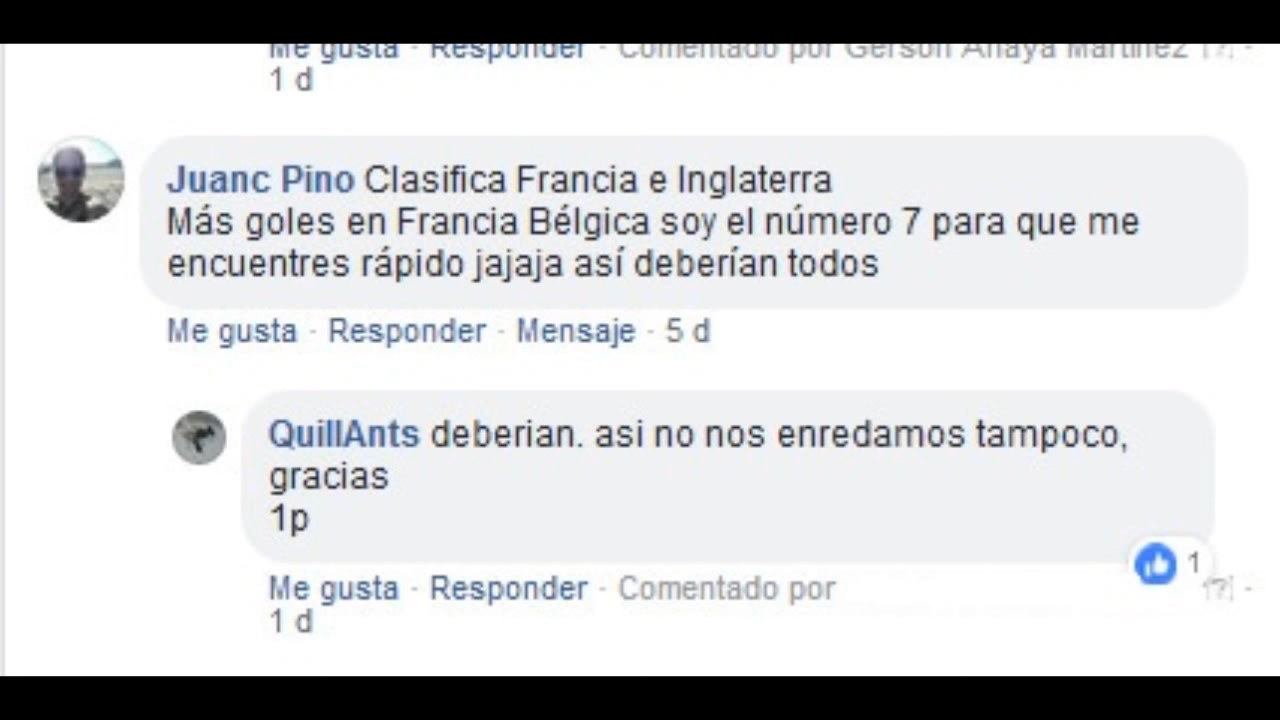 Me gusta · Responder · Comentado por Gerson Anaya Martinez [?] ·
1 d
Juanc Pino Clasifica Francia e Inglaterra
Más goles en Francia Bélgica soy el número 7 para que me
encuentres rápido jajaja así deberían todos
Me gusta · Responder · Mensaje · 5 d
QuillAnts deberian. asi no nos enredamos tampoco,
gracias
1p
1
Me gusta · Responder · Comentado por [?] ·
1 d